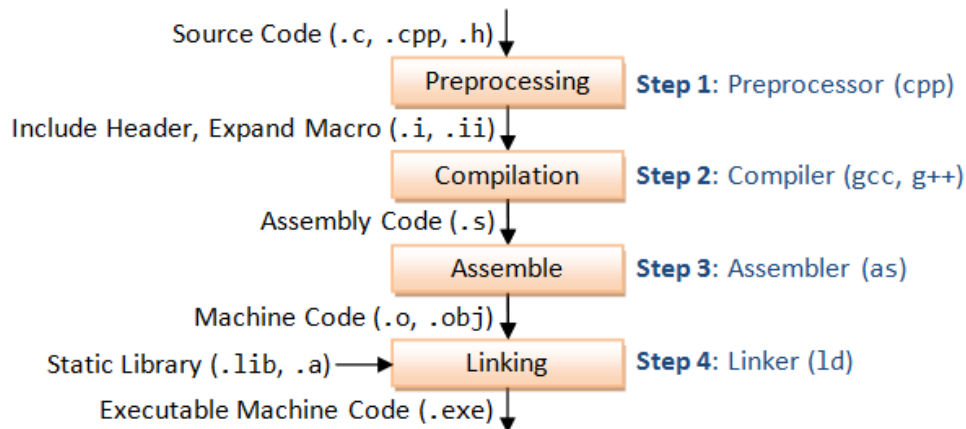 Source Code (.c, .cpp, .h)
Preprocessing
Step 1: Preprocessor (cpp)
Include Header, Expand Macro (.i, .ii)
Compilation
Step 2: Compiler (gcc, g++)
Assembly Code (.s)
Assemble
Step 3: Assembler (as)
Machine Code (.o, .obj)
Static Library (.lib, .a)
Linking
Step 4: Linker (ld)
Executable Machine Code (.exe)